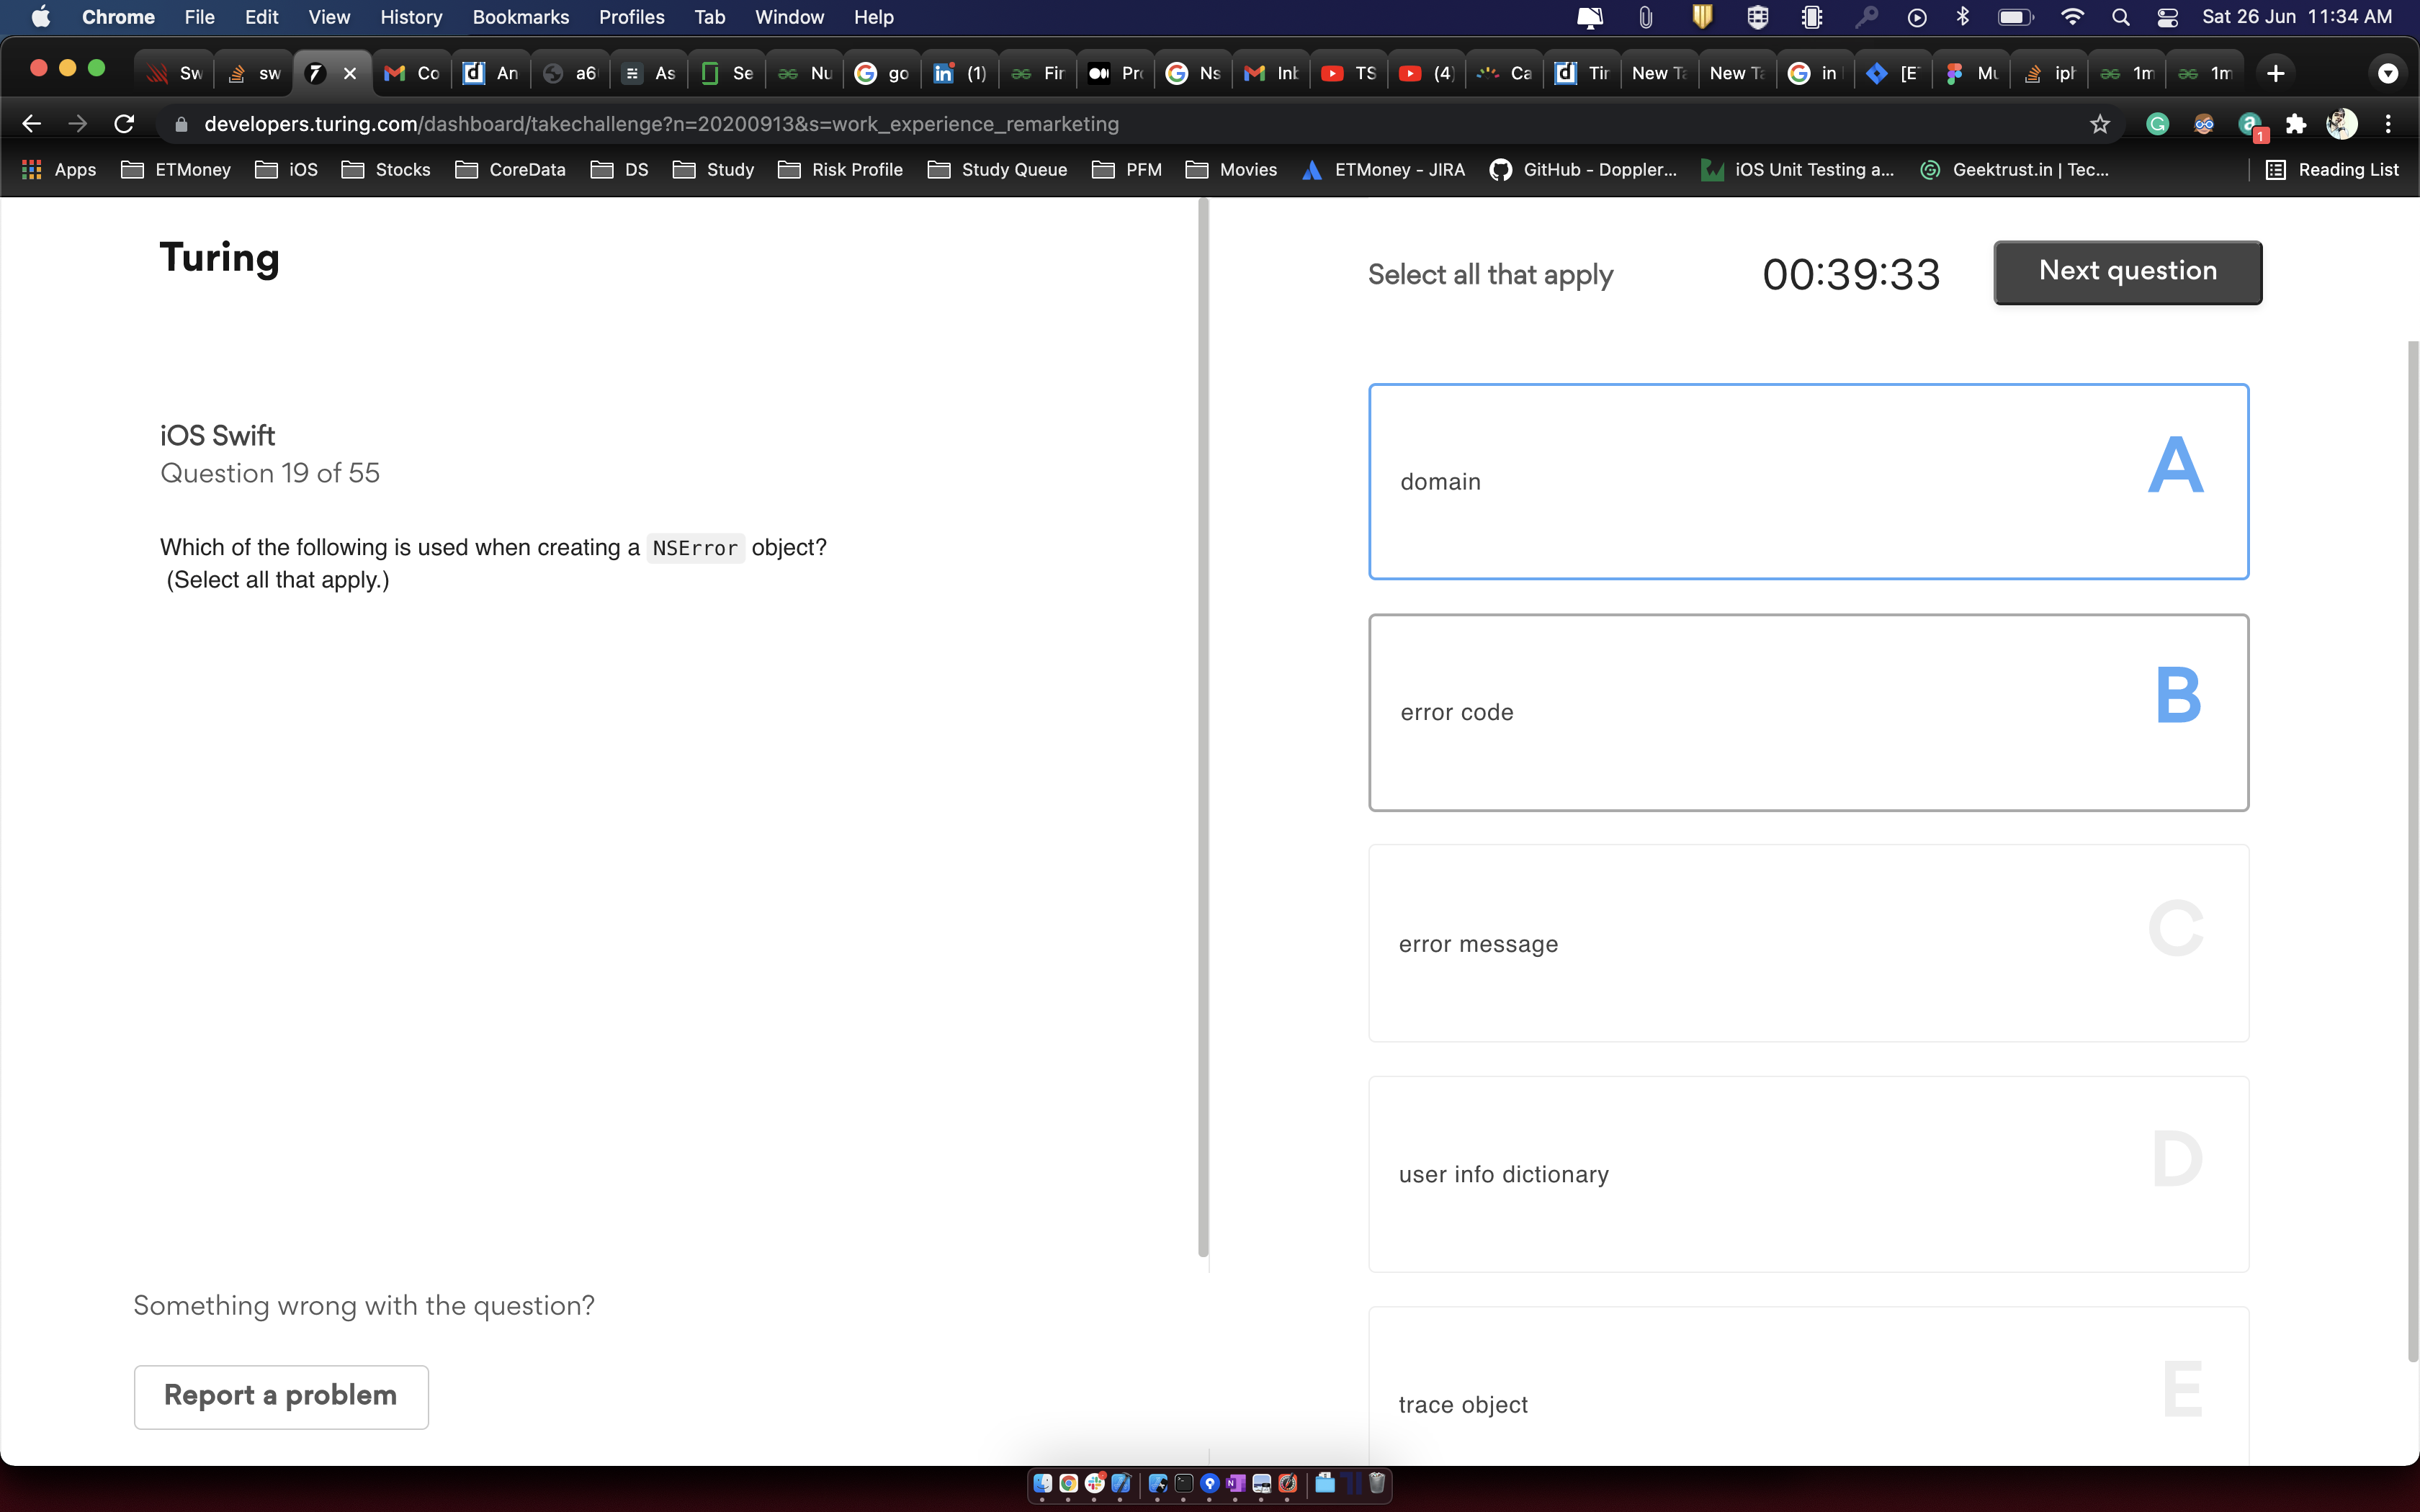 Chrome File Edit View History Bookmarks Profiles Tab Window Help Sat 26 Jun 11:34 AM
Sw sw Co An a6 As Se Nu go (1) Fir Pr Ns Inb TS (4) Ca Tir New Ta New Ta in [E Mu iph 1m 1m
developers.turing.com/dashboard/takechallenge?n=20200913&s=work_experience_remarketing
1
Apps ETMoney iOS Stocks CoreData DS Study Risk Profile Study Queue PFM Movies ETMoney - JIRA GitHub - Doppler... iOS Unit Testing a... Geektrust.in | Tec... Reading List
Turing
iOS Swift
Question 19 of 55
Which of the following is used when creating a NSError object?
(Select all that apply.)
Something wrong with the question?
Report a problem
Select all that apply 00:39:33 Next question
domain A
error code B
error message C
user info dictionary D
trace object E